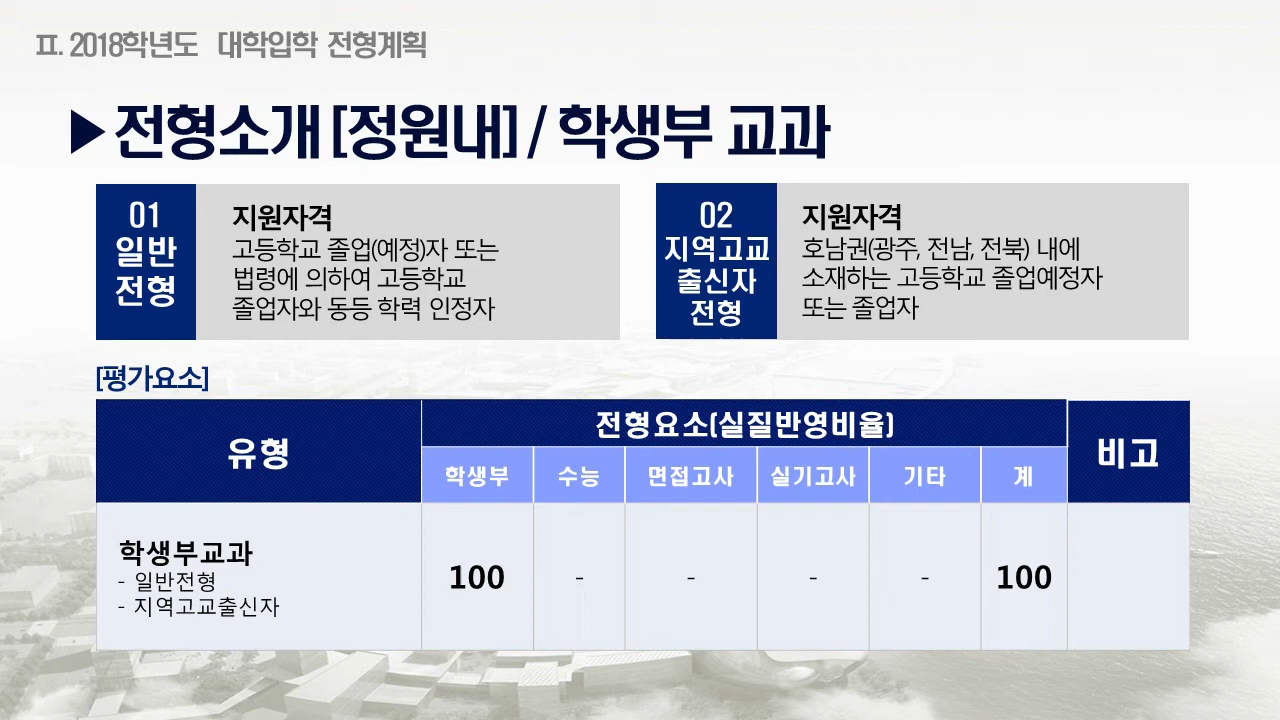 Ⅱ. 2018학년도 대학입학 전형계획
▶전형소개 [정원내] / 학생부 교과
01
일반
전형
지원자격
고등학교 졸업(예정)자 또는
법령에 의하여 고등학교
졸업자와 동등 학력 인정자
02
지역고교
출신자
전형
지원자격
호남권(광주, 전남, 전북) 내에
소재하는 고등학교 졸업예정자
또는 졸업자
[평가요소]
유형
전형요소(실질반영비율)
비고
학생부 수능 면접고사 실기고사 기타 계
학생부교과
- 일반전형
- 지역고교출신자
100 - - - - 100